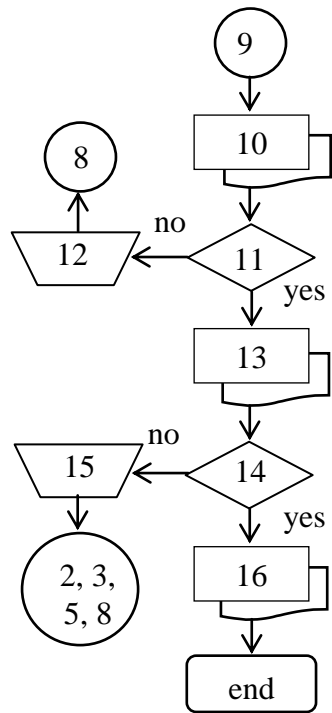 9
10
8
no
12
11
yes
13
no
15
14
yes
2, 3,
5, 8
16
end